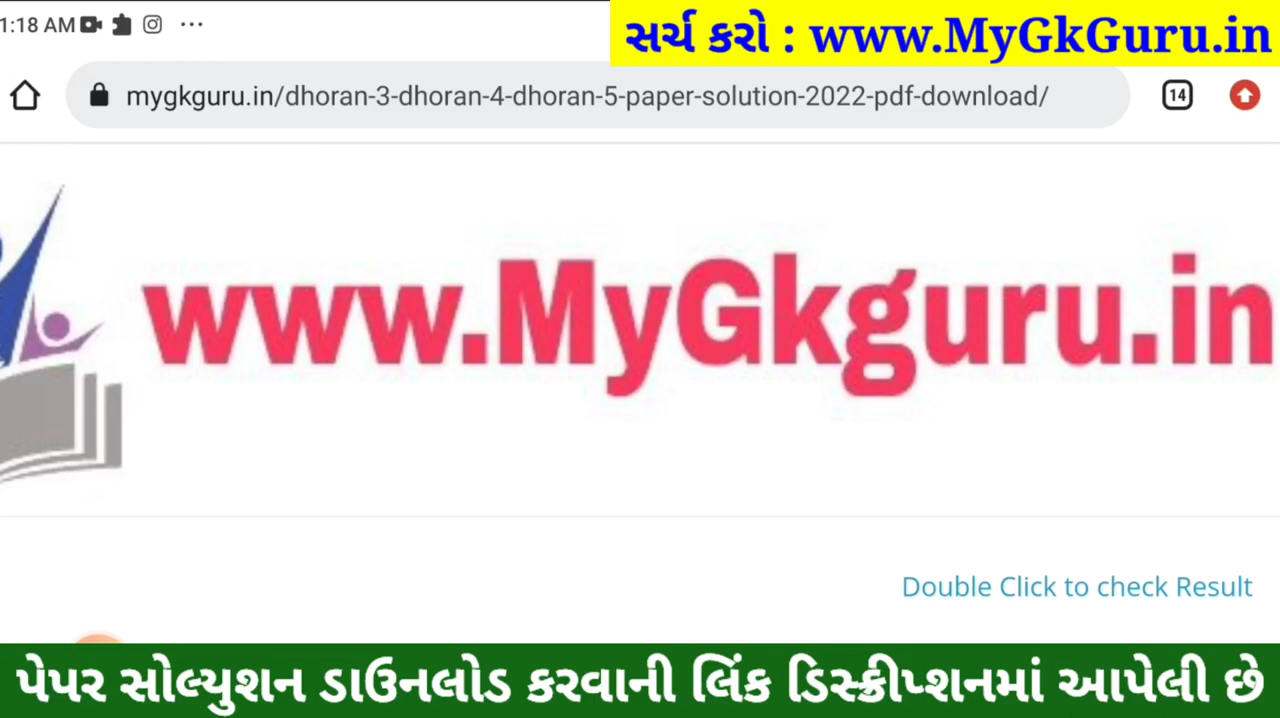 1:18 AM
સર્ચ કરો : www.MyGkGuru.in
mygkguru.in/dhoran-3-dhoran-4-dhoran-5-paper-solution-2022-pdf-download/
14
www.MyGkguru.in
Double Click to check Result
પેપર સોલ્યુશન ડાઉનલોડ કરવાની લિંક ડિસ્ક્રીપ્શનમાં આપેલી છે